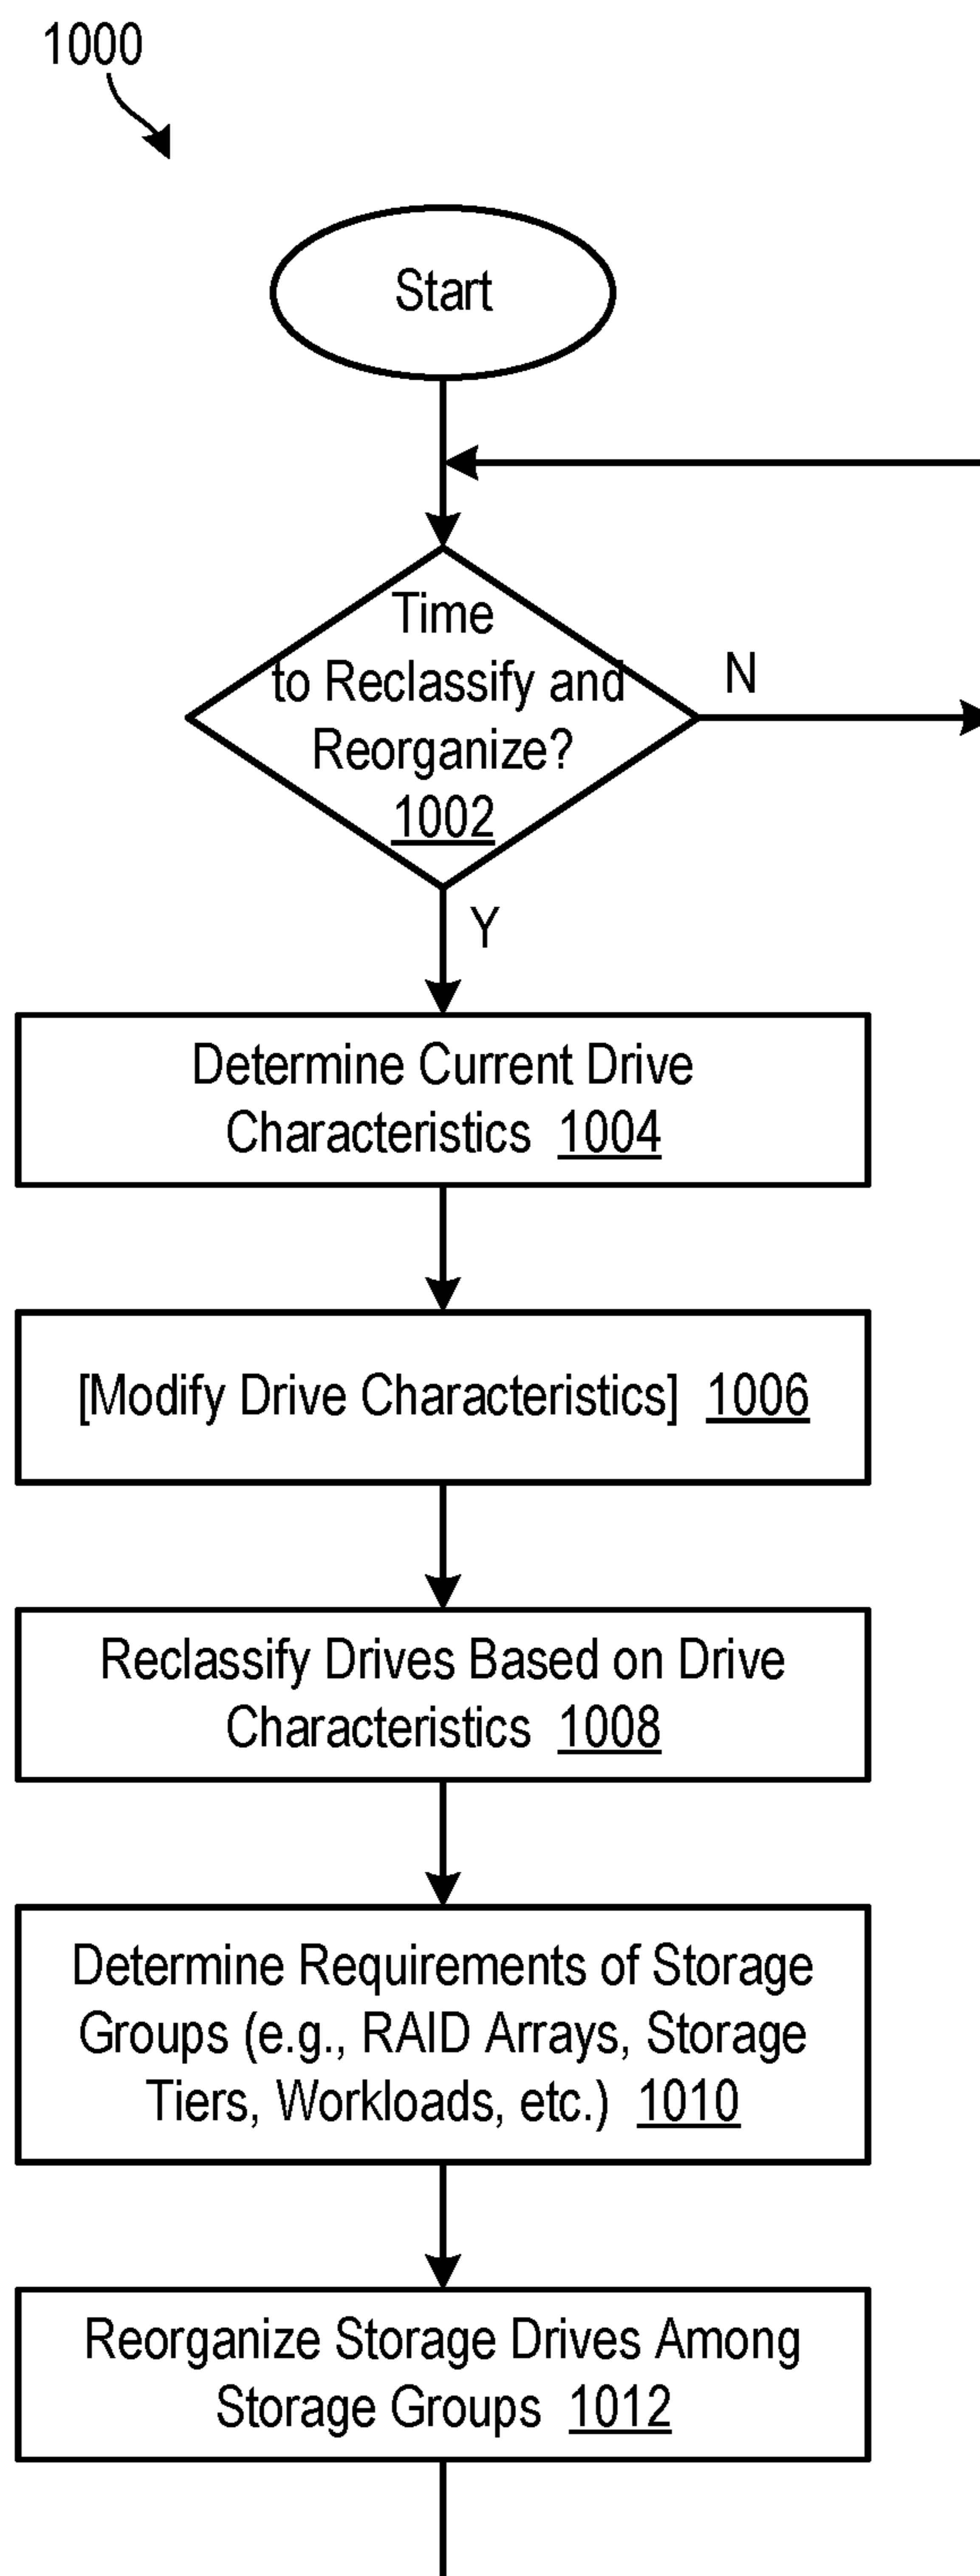 1000
Start
Time
to Reclassify and
Reorganize?
1002
N
Y
Determine Current Drive
Characteristics 1004
[Modify Drive Characteristics] 1006
Reclassify Drives Based on Drive
Characteristics 1008
Determine Requirements of Storage
Groups (e.g., RAID Arrays, Storage
Tiers, Workloads, etc.) 1010
Reorganize Storage Drives Among
Storage Groups 1012